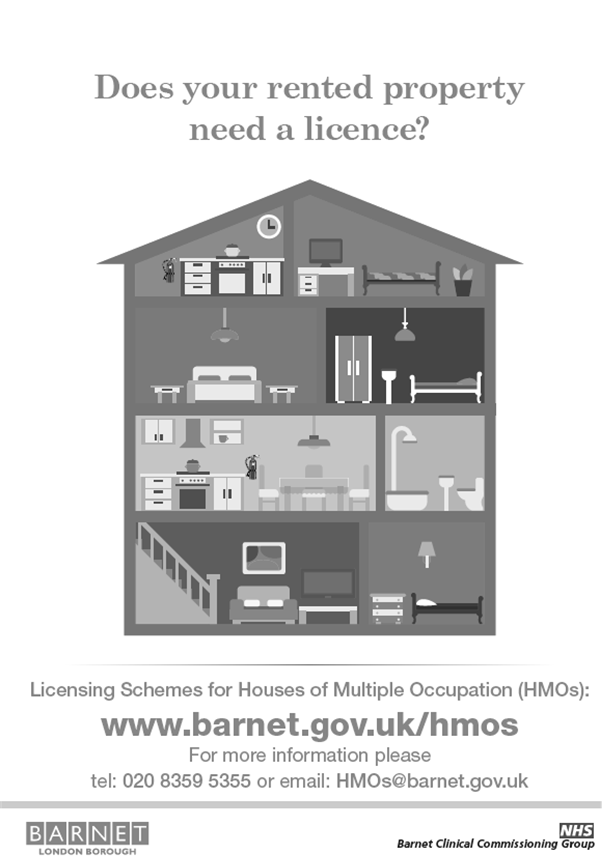 Does your rented property
need a licence?
Licensing Schemes for Houses of Multiple Occupation (HMOs):
www.barnet.gov.uk/hmos
For more information please
tel: 020 8359 5355 or email: HMOs@barnet.gov.uk
BARNET
LONDON BOROUGH
NHS
Barnet Clinical Commissioning Group